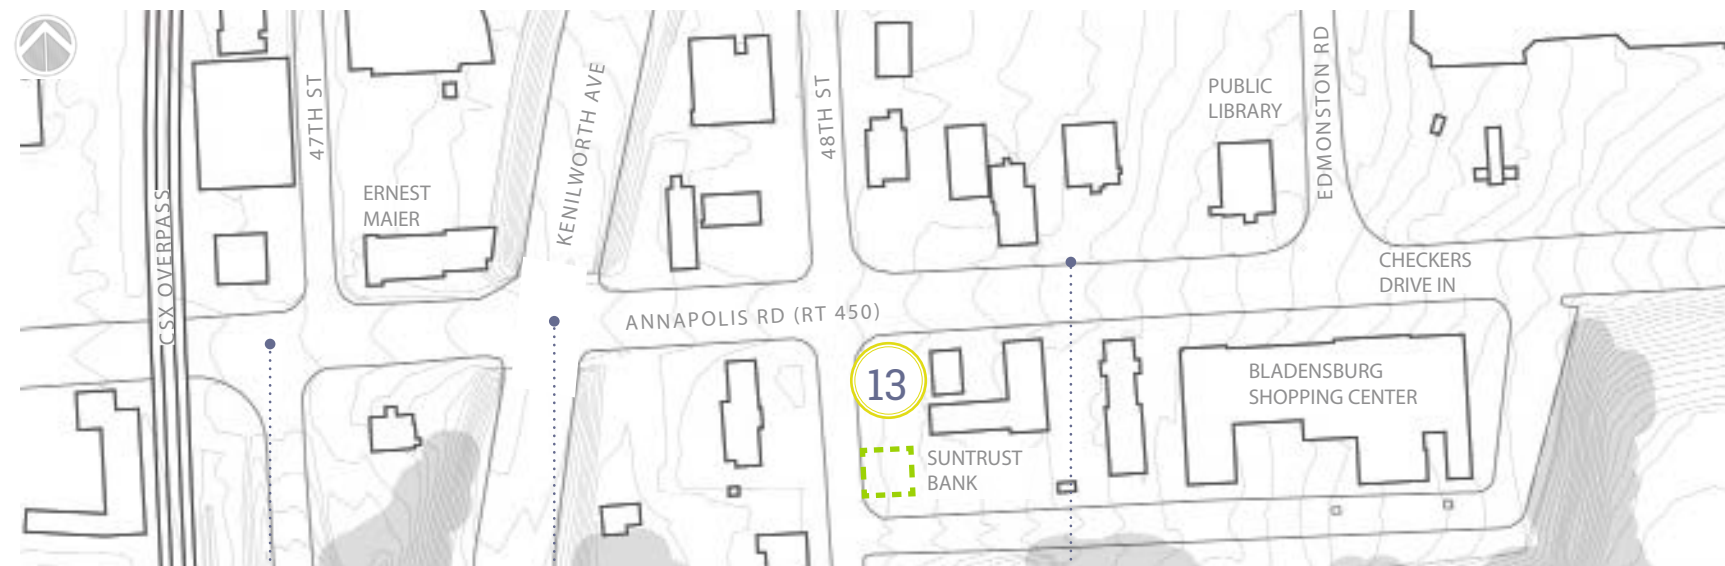 47TH ST
KENILWORTH AVE
48TH ST
EDMONSTON RD
PUBLIC
LIBRARY
CSX OVERPASS
ERNEST
MAIER
CHECKERS
DRIVE IN
ANNAPOLIS RD (RT 450)
13
BLADENSBURG
SHOPPING CENTER
SUNTRUST
BANK